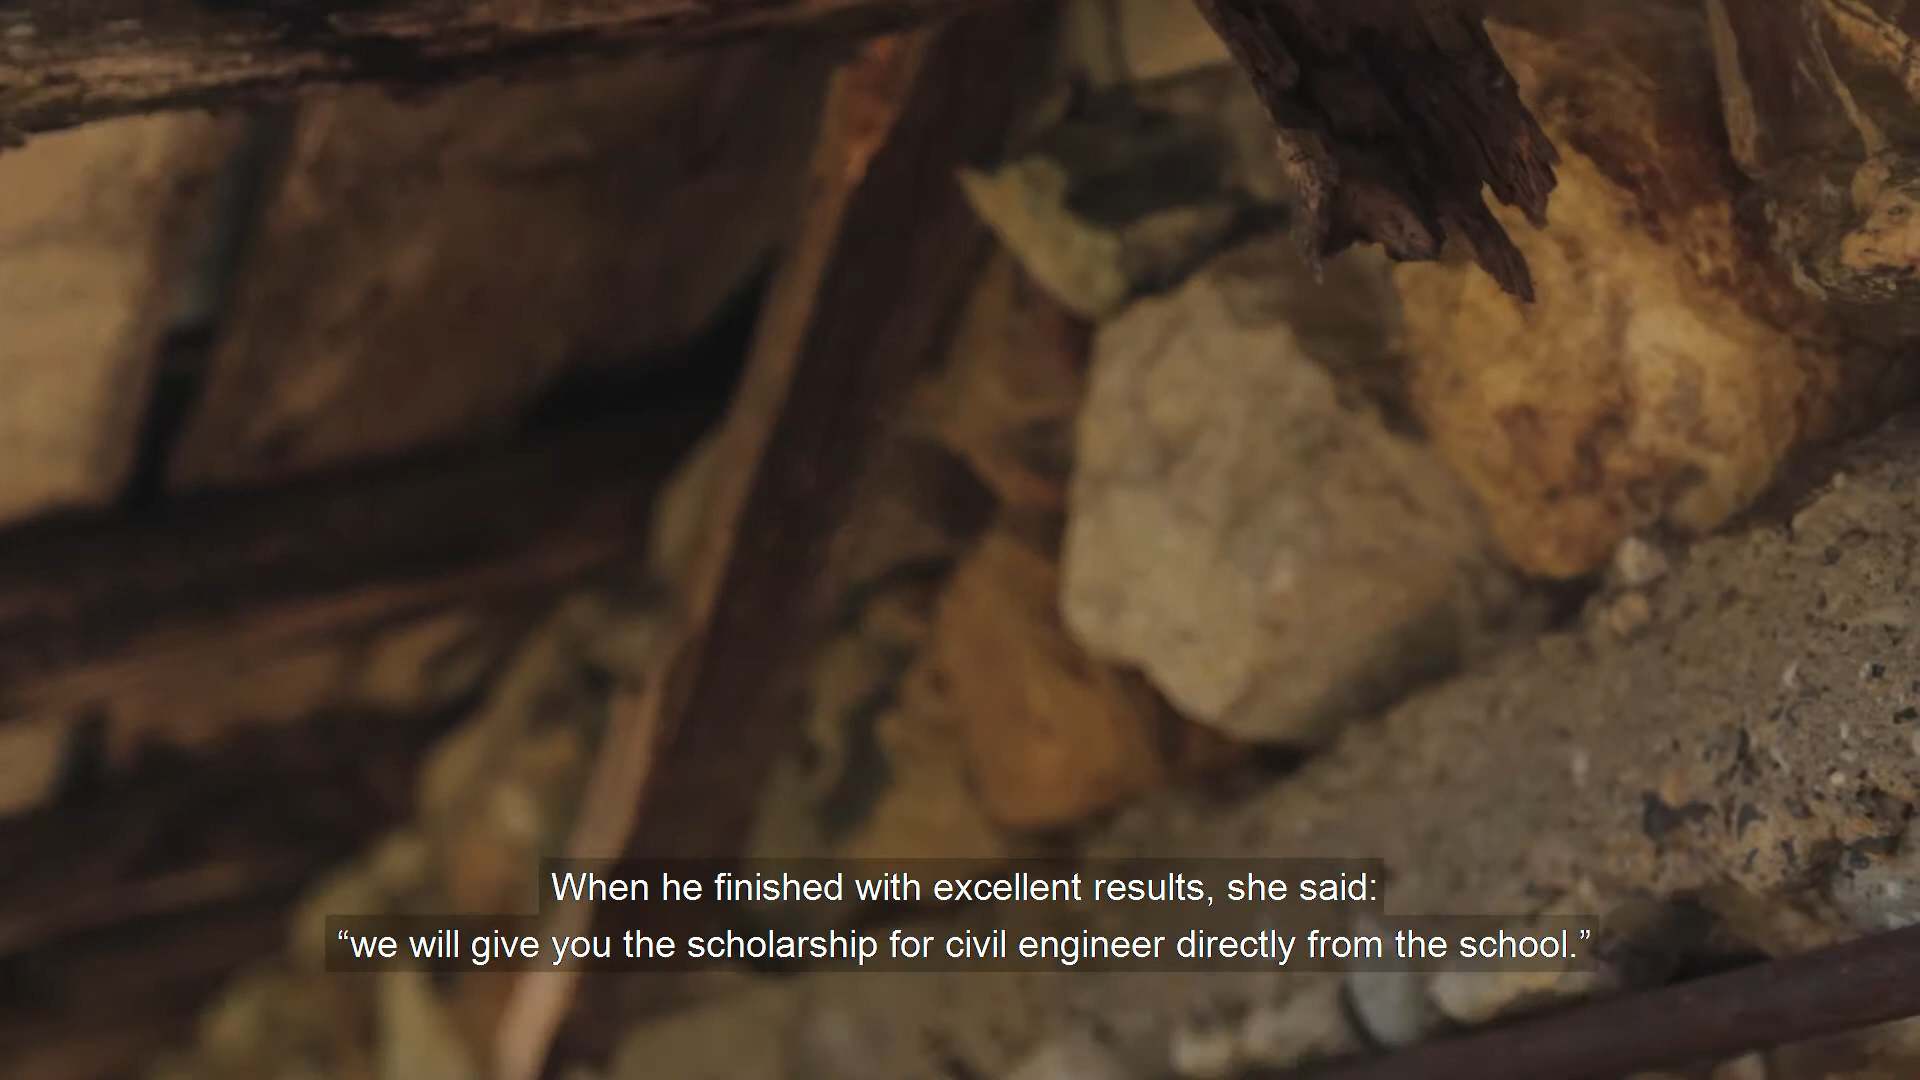 When he finished with excellent results, she said:
“we will give you the scholarship for civil engineer directly from the school.”